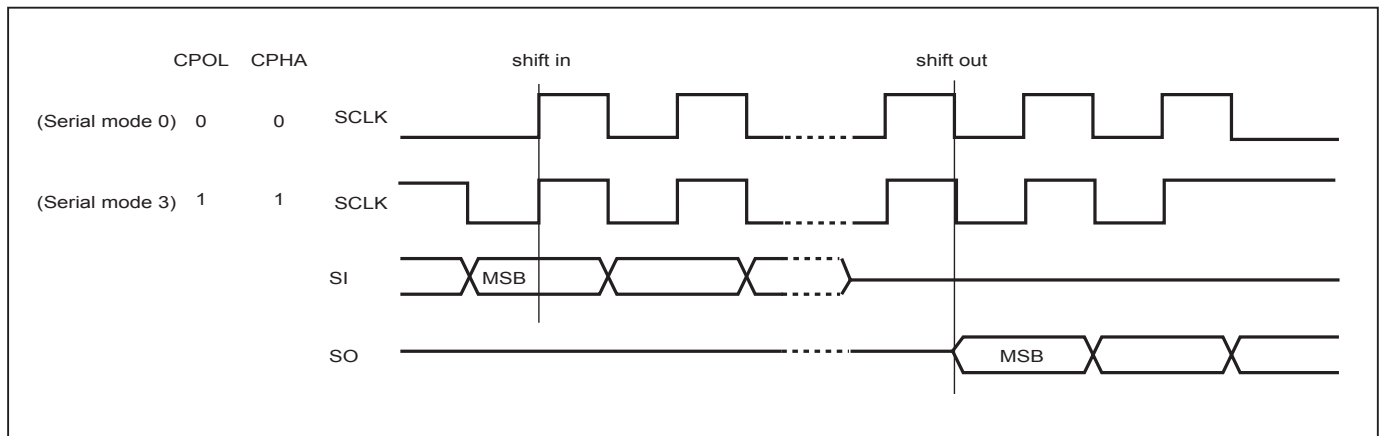 CPOL CPHA shift in shift out
(Serial mode 0) 0 0 SCLK
(Serial mode 3) 1 1 SCLK
SI MSB
SO MSB